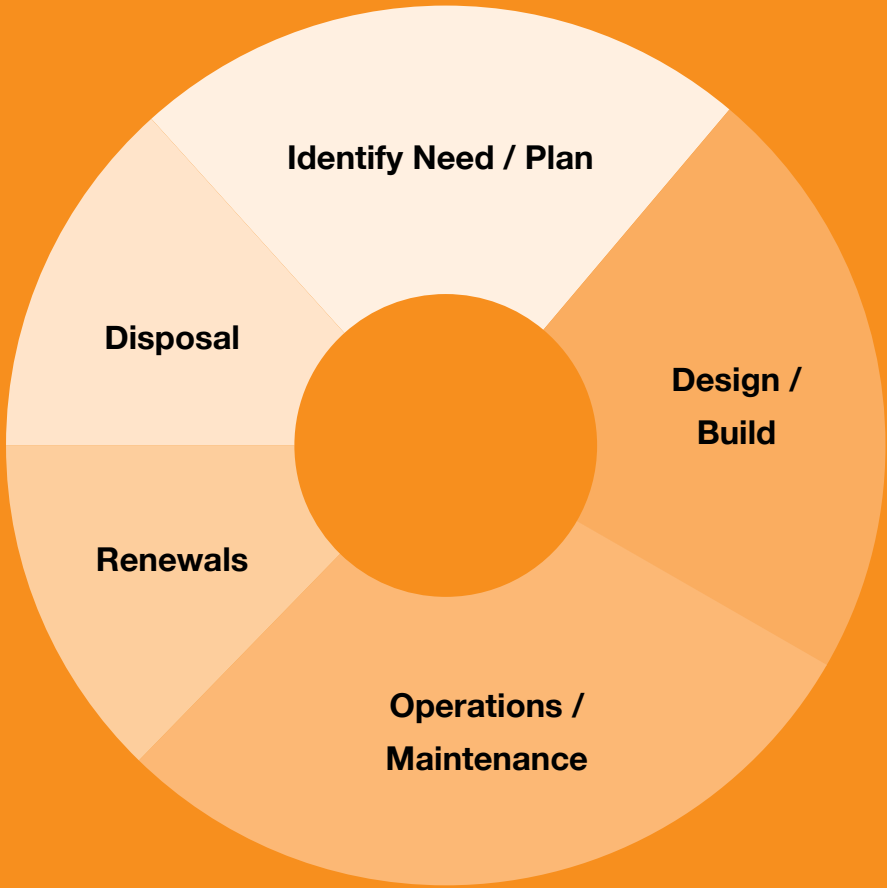 Identify Need / Plan
Disposal
Design /
Build
Renewals
Operations /
Maintenance